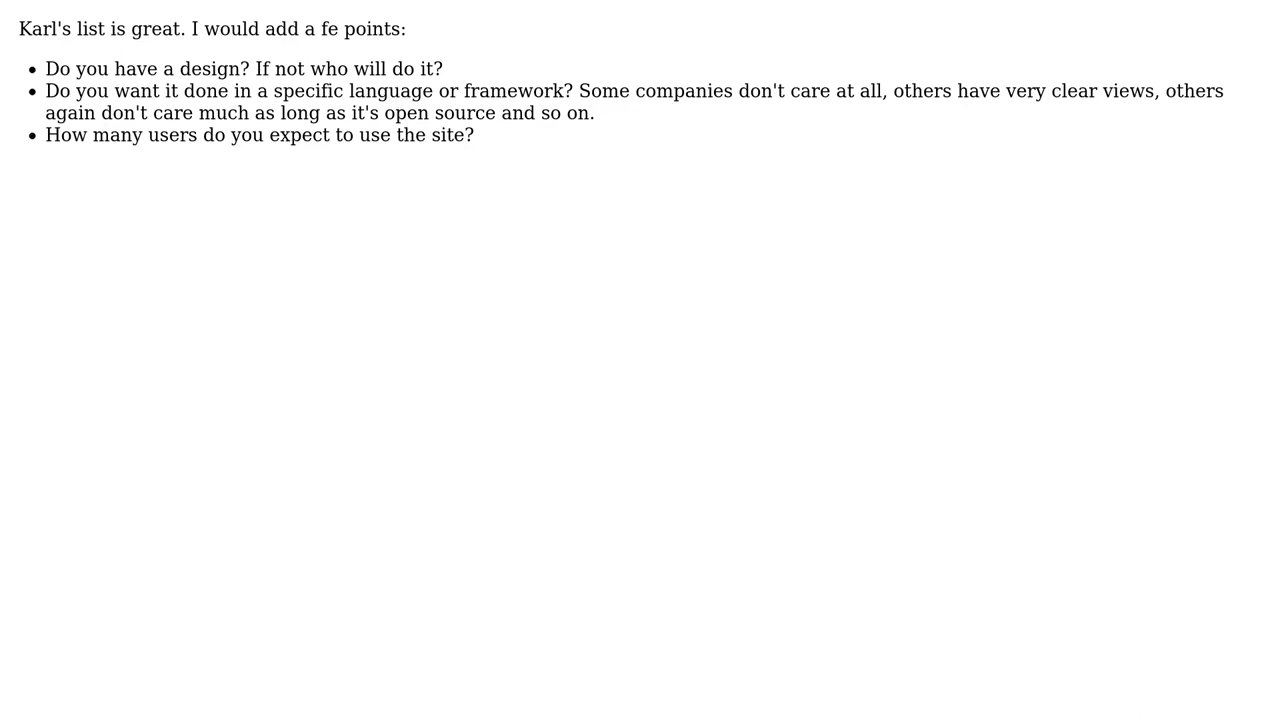 Karl's list is great. I would add a fe points:
• Do you have a design? If not who will do it?
• Do you want it done in a specific language or framework? Some companies don't care at all, others have very clear views, others
again don't care much as long as it's open source and so on.
• How many users do you expect to use the site?